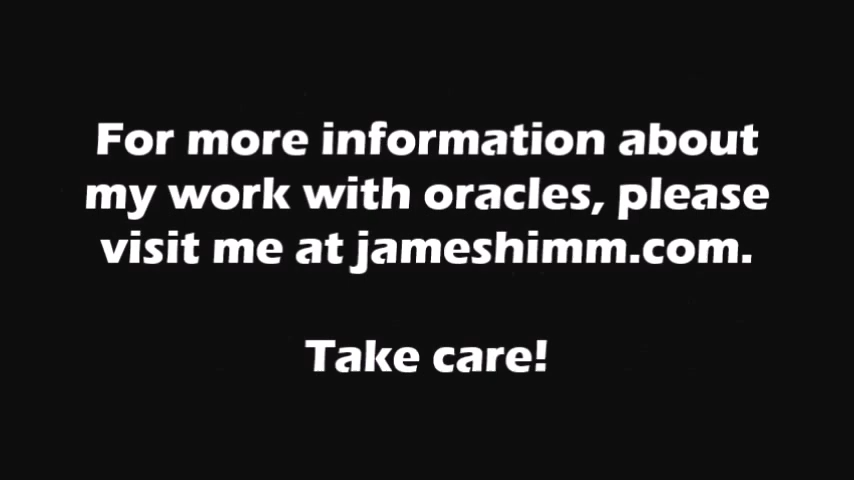 For more information about
my work with oracles, please
visit me at jameshimm.com.
Take care!